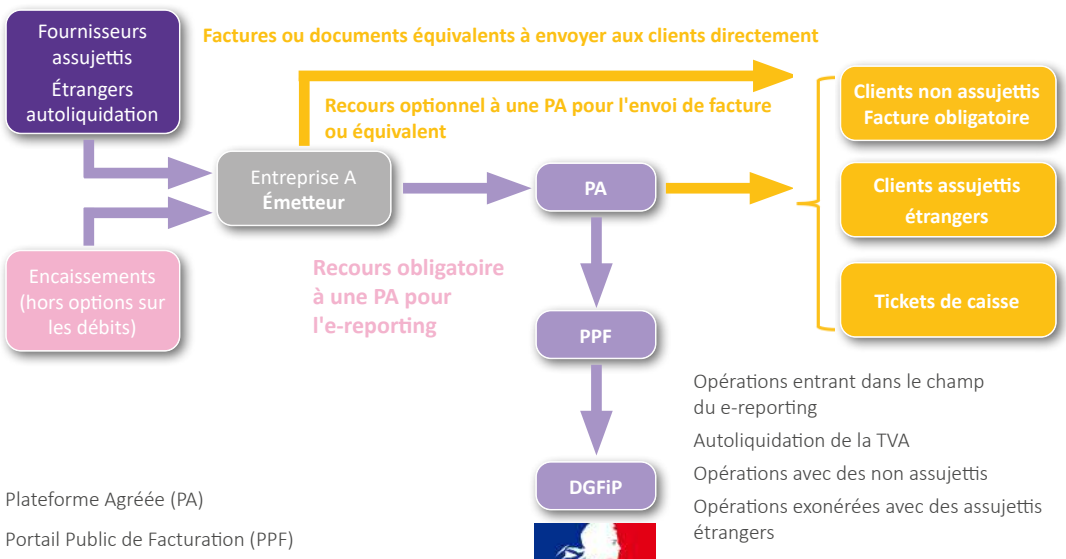 Fournisseurs
assujettis
Étrangers
autoliquidation
Factures ou documents équivalents à envoyer aux clients directement
Recours optionnel à une PA pour l'envoi de facture
ou équivalent
Clients non assujettis
Facture obligatoire
Entreprise A
Émetteur
PA
Clients assujettis
étrangers
Encaissements
(hors options sur
les débits)
Recours obligatoire
à une PA pour
l'e-reporting
Tickets de caisse
PPF
DGFiP
Opérations entrant dans le champ
du e-reporting
Autoliquidation de la TVA
Opérations avec des non assujettis
Opérations exonérées avec des assujettis
étrangers
Plateforme Agréée (PA)
Portail Public de Facturation (PPF)